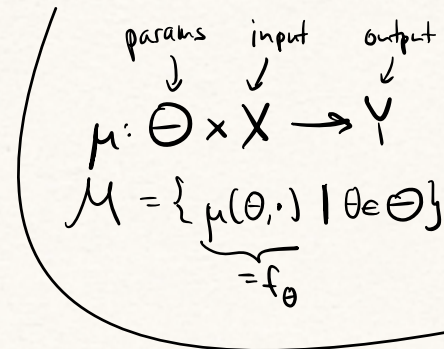 params input output
μ: Θ × X → Y
M = { μ(θ,·) | θ ∈ Θ }
= f_θ